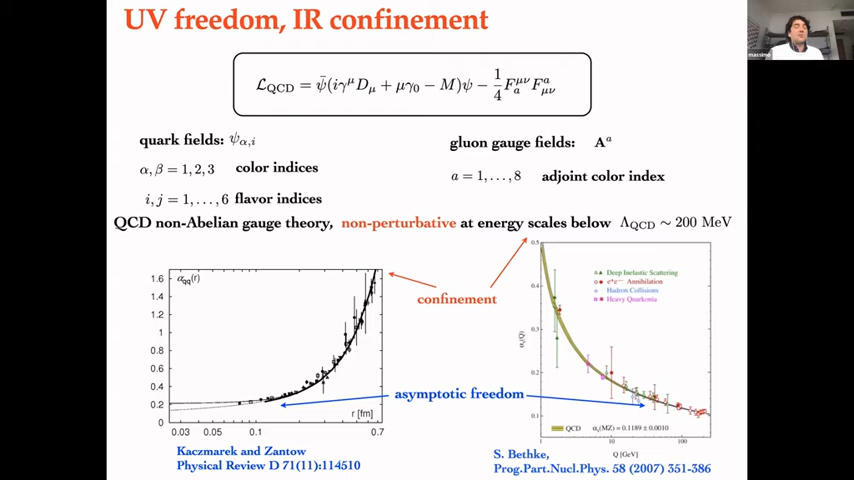 UV freedom, IR confinement
massimo
ℒ_QCD = ψ̄(iγ^μ D_μ + μγ_0 − M)ψ − 1/4 F_a^{μν} F^a_{μν}
quark fields: ψ_{α,i}
gluon gauge fields: A^a
α, β = 1, 2, 3 color indices
a = 1, . . . , 8 adjoint color index
i, j = 1, . . . , 6 flavor indices
QCD non-Abelian gauge theory, non-perturbative at energy scales below Λ_QCD ∼ 200 MeV
α_qq(r)
1.6
1.4
1.2
1
0.8
0.6
0.4
0.2
0
0.03 0.05 0.1 0.7
r [fm]
confinement
asymptotic freedom
0.5
0.4
0.3
0.2
0.1
α_s(Q)
Deep Inelastic Scattering
e+e− Annihilation
Hadron Collisions
Heavy Quarkonia
QCD α_s(MZ) = 0.1189 ± 0.0010
1 10 100
Q [GeV]
Kaczmarek and Zantow
Physical Review D 71(11):114510
S. Bethke,
Prog.Part.Nucl.Phys. 58 (2007) 351-386